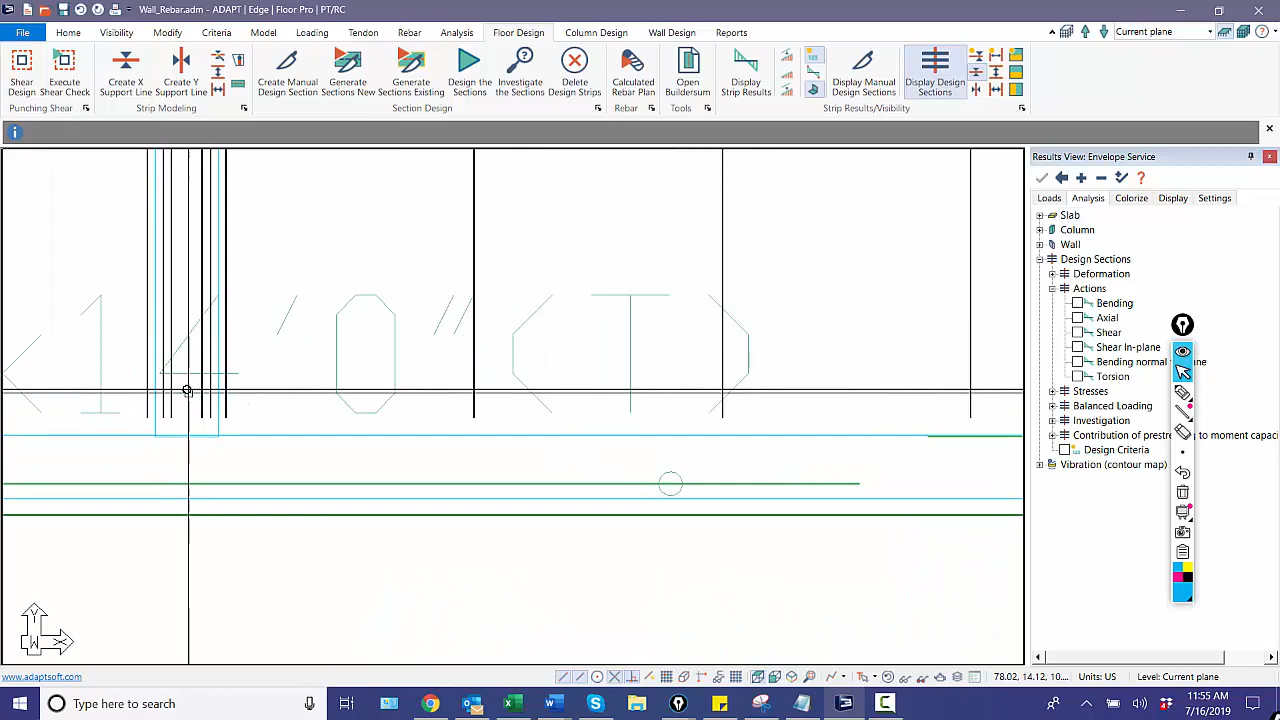 Wall_Rebar.adm - ADAPT | Edge | Floor Pro | PT/RC
File Home Visibility Modify Criteria Model Loading Tendon Rebar Analysis Floor Design Column Design Wall Design Reports
Current plane
Shear Design
Execute Shear Check
Create X Support Line
Create Y Support Line
Create Manual Design Section
Generate Sections New
Generate Sections Existing
Design the Sections
Investigate the Sections
Delete Design Strips
Calculated Rebar Plan
Open Buildersum
Display Strip Results
Display Manual Design Sections
Display Design Sections
Punching Shear
Strip Modeling
Section Design
Rebar
Tools
Strip Results/Visibility
Results View: Envelope Service
Loads Analysis Colorize Display Settings
Slab
Column
Wall
Design Sections
Deformation
Actions
Bending
Axial
Shear
Shear In-plane
Bending normal
Torsion
Stresses
Balanced Loading
Investigation
Design Criteria
Vibration (contour map)
Y
W
X
www.adaptsoft.com
78.02, 14.12, 10...
Units: US
Level: Current plane
Type here to search
11:55 AM
7/16/2019